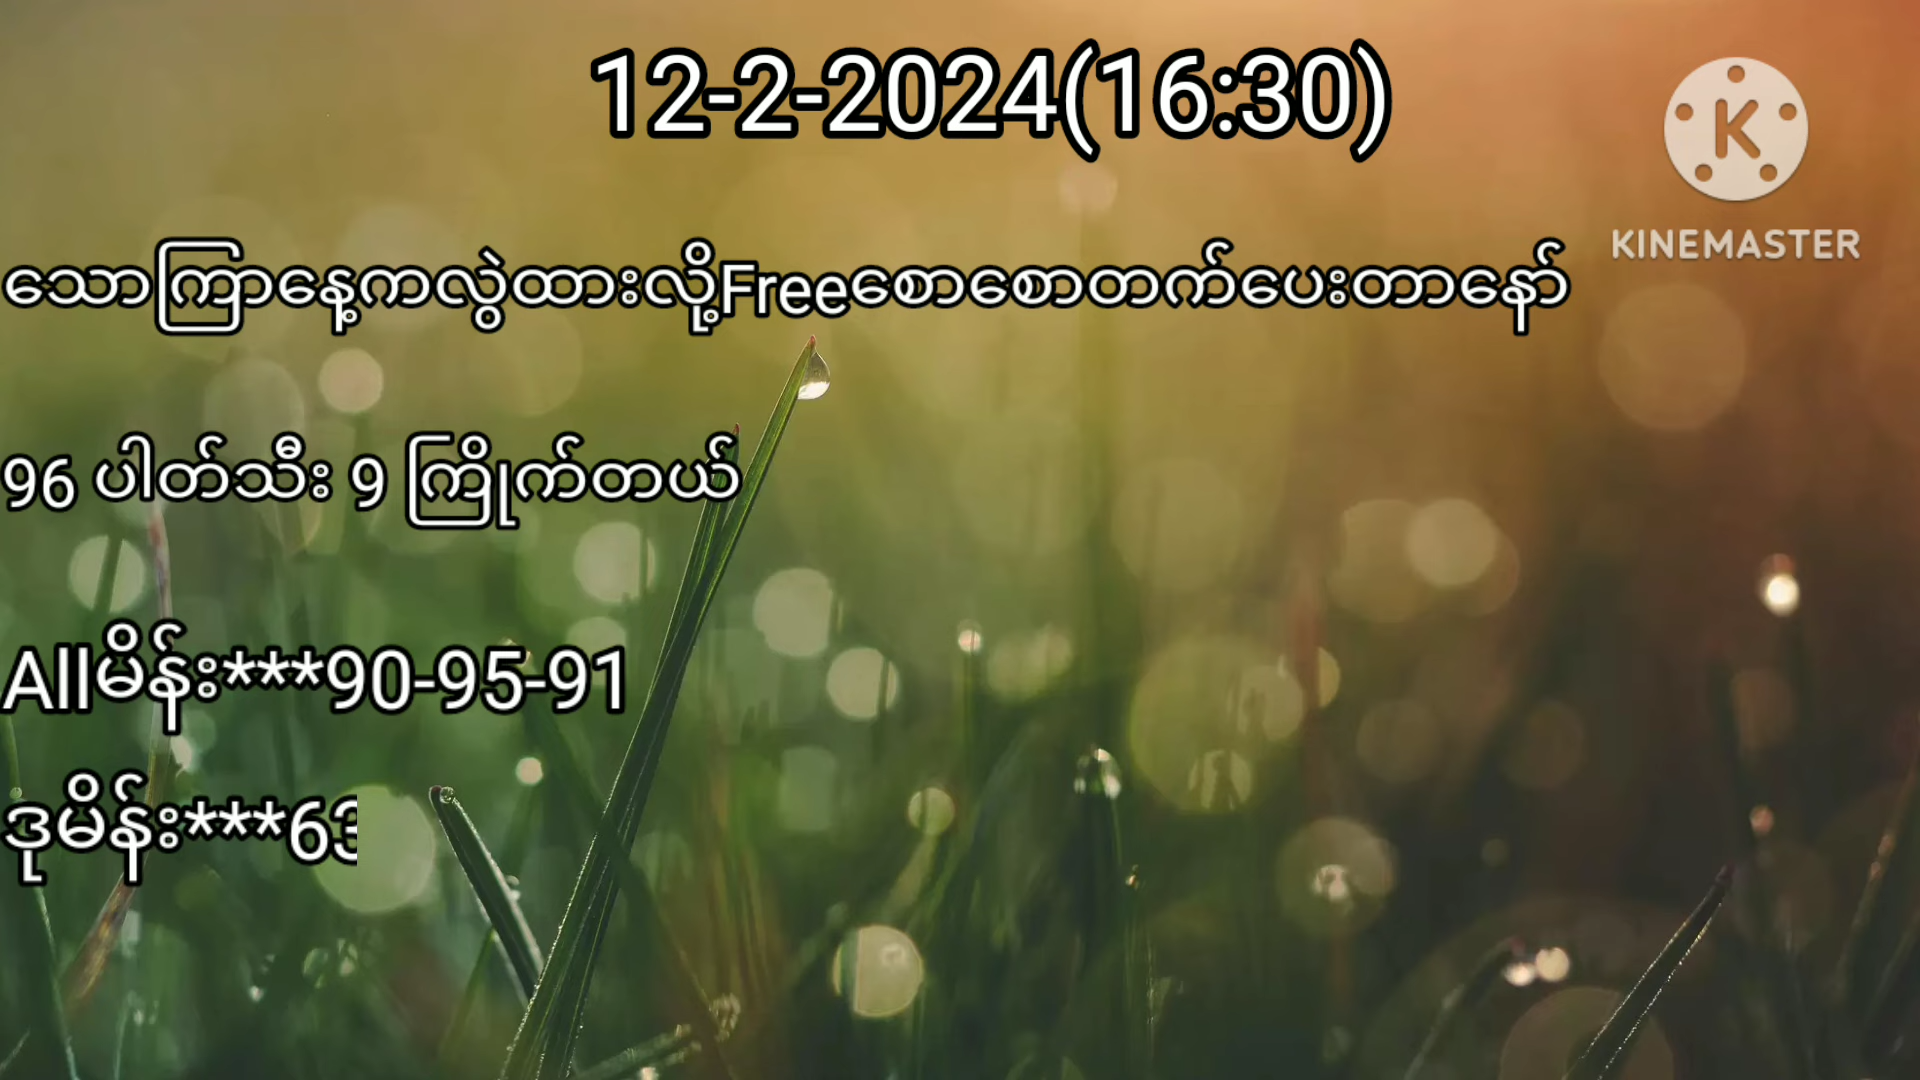 12-2-2024(16:30)
K
KINEMASTER
သောကြာနေ့ကလွဲထားလို့Freeစောစောတက်ပေးတာနော်
96 ပါတ်သီး 9 ကြိုက်တယ်
Allမိန်း***90-95-91
ဒုမိန်း***63